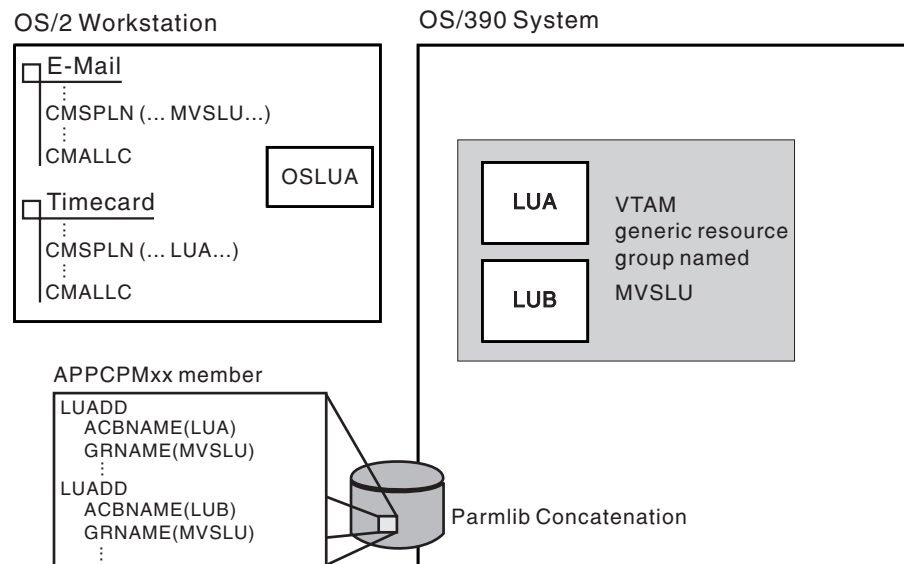 OS/2 Workstation
E-Mail
CMSPLN (... MVSLU...)
CMALLC
OSLUA
Timecard
CMSPLN (... LUA...)
CMALLC
OS/390 System
LUA
LUB
VTAM
generic resource
group named
MVSLU
APPCPMxx member
LUADD
ACBNAME(LUA)
GRNAME(MVSLU)
LUADD
ACBNAME(LUB)
GRNAME(MVSLU)
Parmlib Concatenation